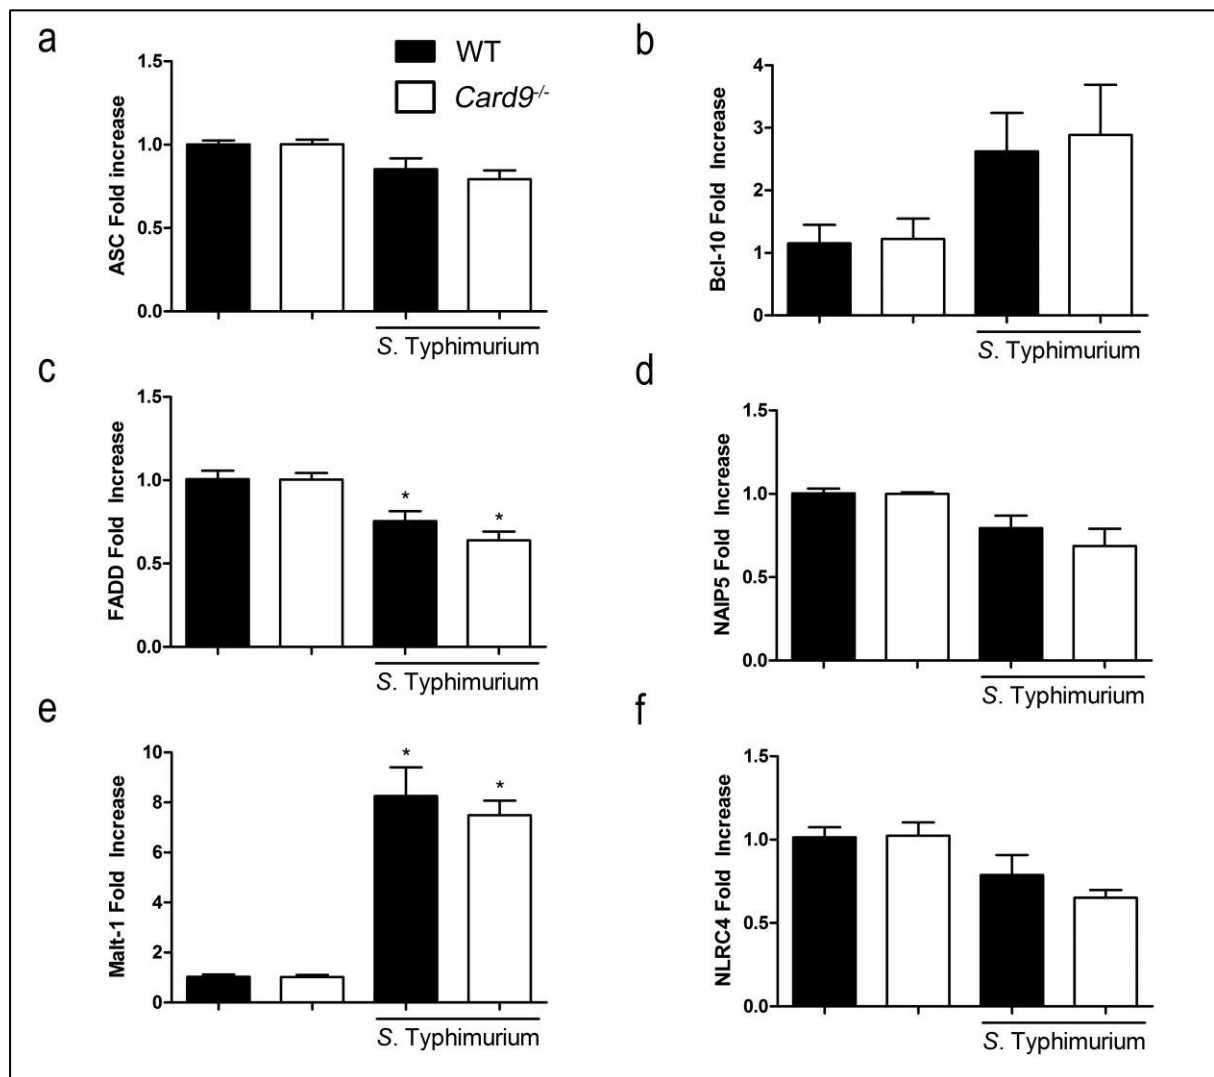 a
ASC Fold increase
1.5
1.0
0.5
0.0
WT
Card9-/-
S. Typhimurium
b
Bcl-10 Fold Increase
4
3
2
1
0
S. Typhimurium
c
FADD Fold Increase
1.5
1.0
0.5
0.0
*
*
S. Typhimurium
d
NAIP5 Fold Increase
1.5
1.0
0.5
0.0
S. Typhimurium
e
Malt-1 Fold Increase
10
8
6
4
2
0
*
*
S. Typhimurium
f
NLRC4 Fold Increase
1.5
1.0
0.5
0.0
S. Typhimurium